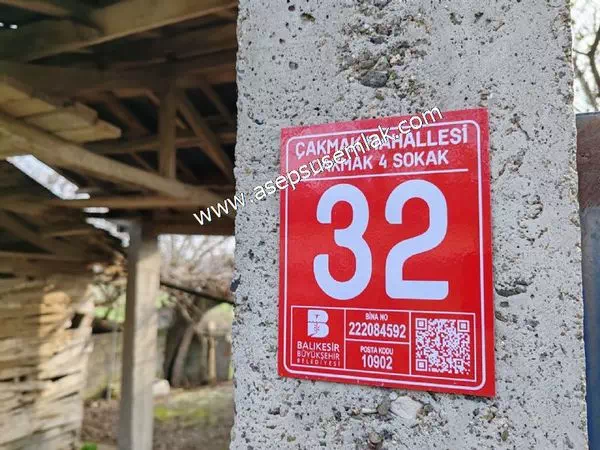 ÇAKMAK MAHALLESİ
ÇAKMAK 4 SOKAK
32
BALIKESİR
BÜYÜKŞEHİR
BELEDİYESİ
BİNA NO
222084592
POSTA KODU
10902
www.asepsusemlak.com